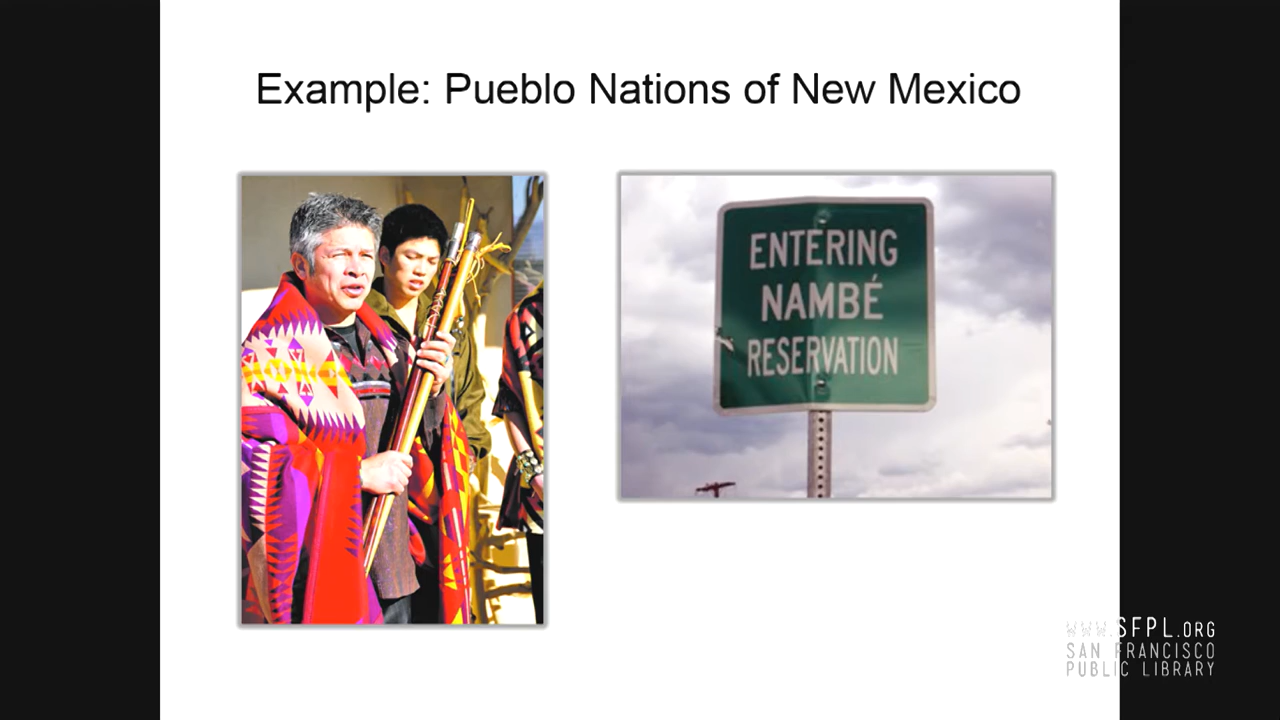 Example: Pueblo Nations of New Mexico
ENTERING
NAMBÉ
RESERVATION
WWW.SFPL.ORG
SAN FRANCISCO
PUBLIC LIBRARY